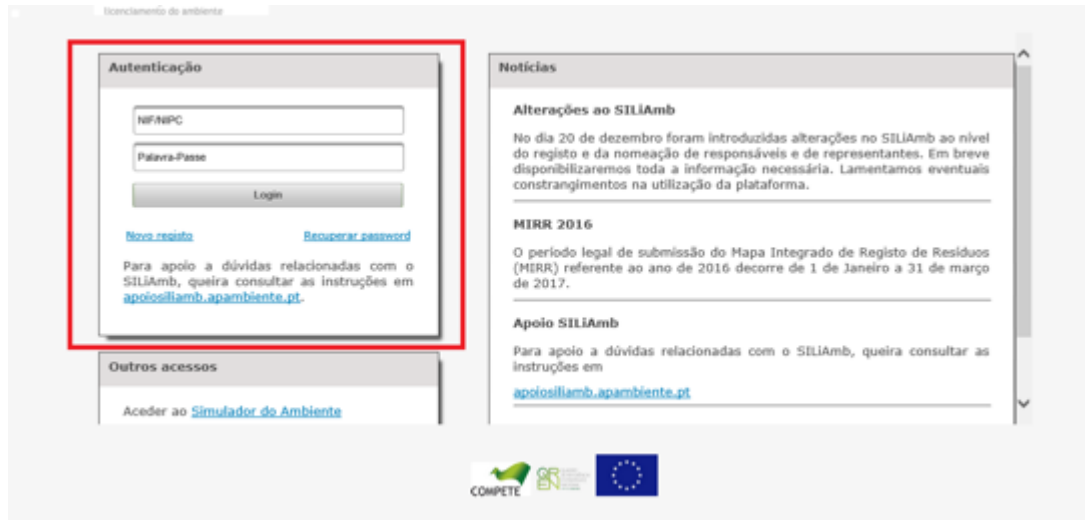 licenciamento do ambiente
Autenticação
NIF/NIPC
Palavra-Passe
Login
Novo registo
Recuperar password
Para apoio a dúvidas relacionadas com o
SILiAmb, queira consultar as instruções em
apoiosiliamb.apambiente.pt.
Outros acessos
Aceder ao Simulador do Ambiente
Notícias
Alterações ao SILiAmb
No dia 20 de dezembro foram introduzidas alterações no SILiAmb ao nível
do registo e da nomeação de responsáveis e de representantes. Em breve
disponibilizaremos toda a informação necessária. Lamentamos eventuais
constrangimentos na utilização da plataforma.
MIRR 2016
O período legal de submissão do Mapa Integrado de Registo de Resíduos
(MIRR) referente ao ano de 2016 decorre de 1 de Janeiro a 31 de março
de 2017.
Apoio SILiAmb
Para apoio a dúvidas relacionadas com o SILiAmb, queira consultar as
instruções em
apoiosiliamb.apambiente.pt
COMPETE
QR
EN